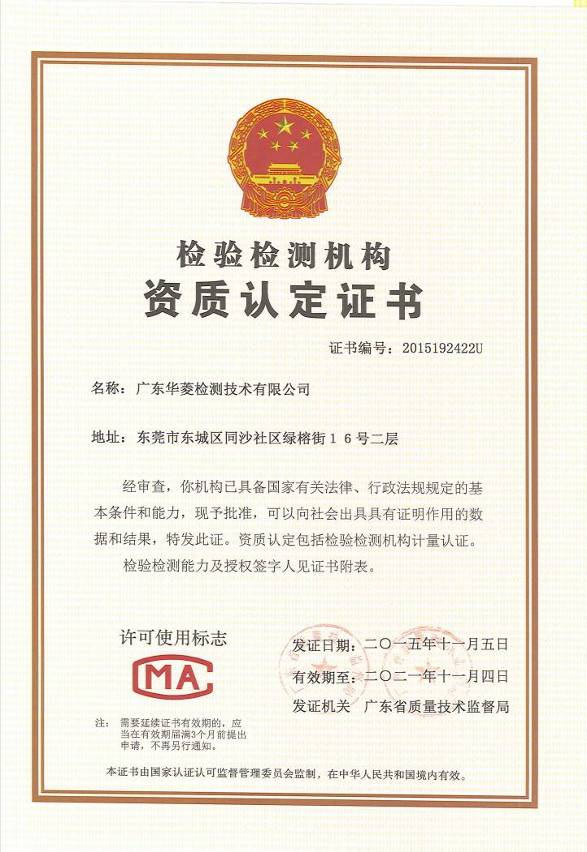 检验检测机构
资质认定证书
证书编号：2015192422U
名称：广东华菱检测技术有限公司
地址：东莞市东城区同沙社区绿榕街１６号二层
经审查，你机构已具备国家有关法律、行政法规规定的基
本条件和能力，现予批准，可以向社会出具具有证明作用的数
据和结果，特发此证。资质认定包括检验检测机构计量认证。
检验检测能力及授权签字人见证书附表。
许可使用标志
MA
发证日期：二〇一五年十一月五日
有效期至：二〇二一年十一月四日
发证机关 广东省质量技术监督局
注： 需要延续证书有效期的，应
当在有效期届满3个月前提出
申请，不再另行通知。
本证书由国家认证认可监督管理委员会监制，在中华人民共和国境内有效。